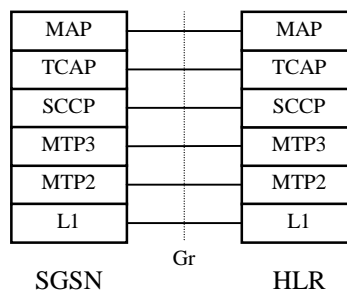 MAP MAP
TCAP TCAP
SCCP SCCP
MTP3 MTP3
MTP2 MTP2
L1 L1
Gr
SGSN HLR